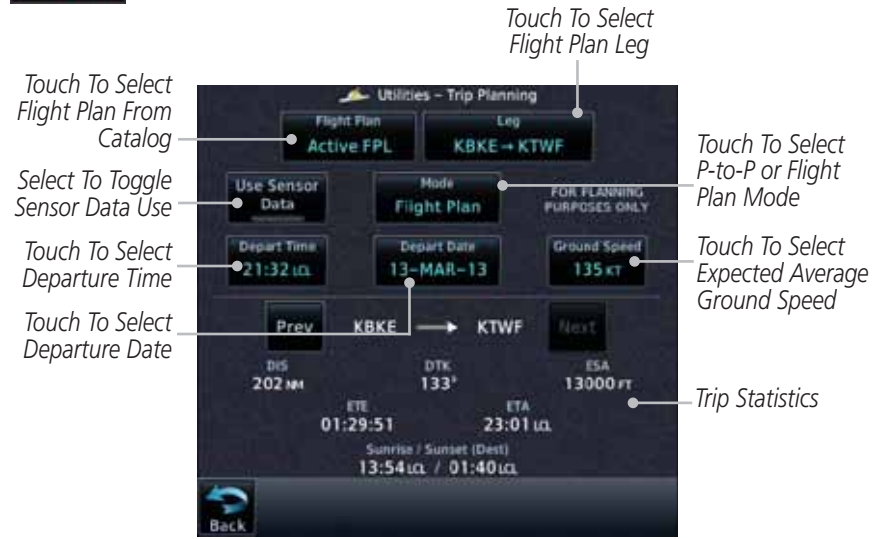 Touch To Select
Flight Plan Leg
Touch To Select
Flight Plan From
Catalog
Select To Toggle
Sensor Data Use
Touch To Select
Departure Time
Touch To Select
Departure Date
Utilities – Trip Planning
Flight Plan
Active FPL
Leg
KBKE → KTWF
Use Sensor
Data
Mode
Flight Plan
FOR PLANNING
PURPOSES ONLY
Depart Time
21:32 LCL
Depart Date
13-MAR-13
Ground Speed
135 KT
Prev
KBKE → KTWF
Next
DIS
202 NM
DTK
133°
ESA
13000 FT
ETE
01:29:51
ETA
23:01 LCL
Sunrise / Sunset (Dest)
13:54 LCL / 01:40 LCL
Back
Touch To Select
P-to-P or Flight
Plan Mode
Touch To Select
Expected Average
Ground Speed
Trip Statistics